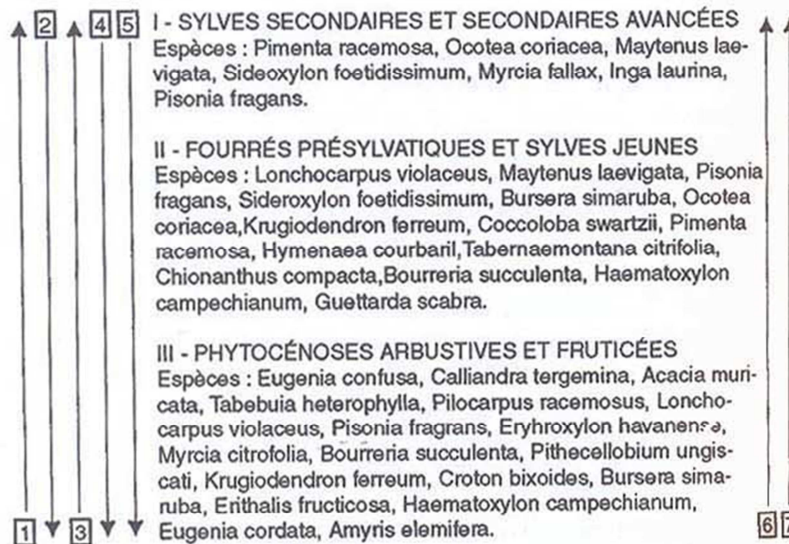 2 4 5 I - SYLVES SECONDAIRES ET SECONDAIRES AVANCÉES
Espèces : Pimenta racemosa, Ocotea coriacea, Maytenus lae-
vigata, Sideoxylon foetidissimum, Myrcia fallax, Inga laurina,
Pisonia fragans.
II - FOURRÉS PRÉSYLVATIQUES ET SYLVES JEUNES
Espèces : Lonchocarpus violaceus, Maytenus laevigata, Pisonia
fragans, Sideroxylon foetidissimum, Bursera simaruba, Ocotea
coriacea,Krugiodendron ferreum, Coccoloba swartzii, Pimenta
racemosa, Hymenaea courbaril,Tabernaemontana citrifolia,
Chionanthus compacta,Bourreria succulenta, Haematoxylon
campechianum, Guettarda scabra.
III - PHYTOCÉNOSES ARBUSTIVES ET FRUTICÉES
Espèces : Eugenia confusa, Calliandra tergemina, Acacia muri-
cata, Tabebuia heterophylla, Pilocarpus racemosus, Loncho-
carpus violaceus, Pisonia fragrans, Eryhroxylon havanense,
Myrcia citrofolia, Bourreria succulenta, Pithecellobium ungis-
cati, Krugiodendron ferreum, Croton bixoides, Bursera sima-
ruba, Erithalis fructicosa, Haematoxylon campechianum,
1 3 Eugenia cordata, Amyris elemifera. 6 7